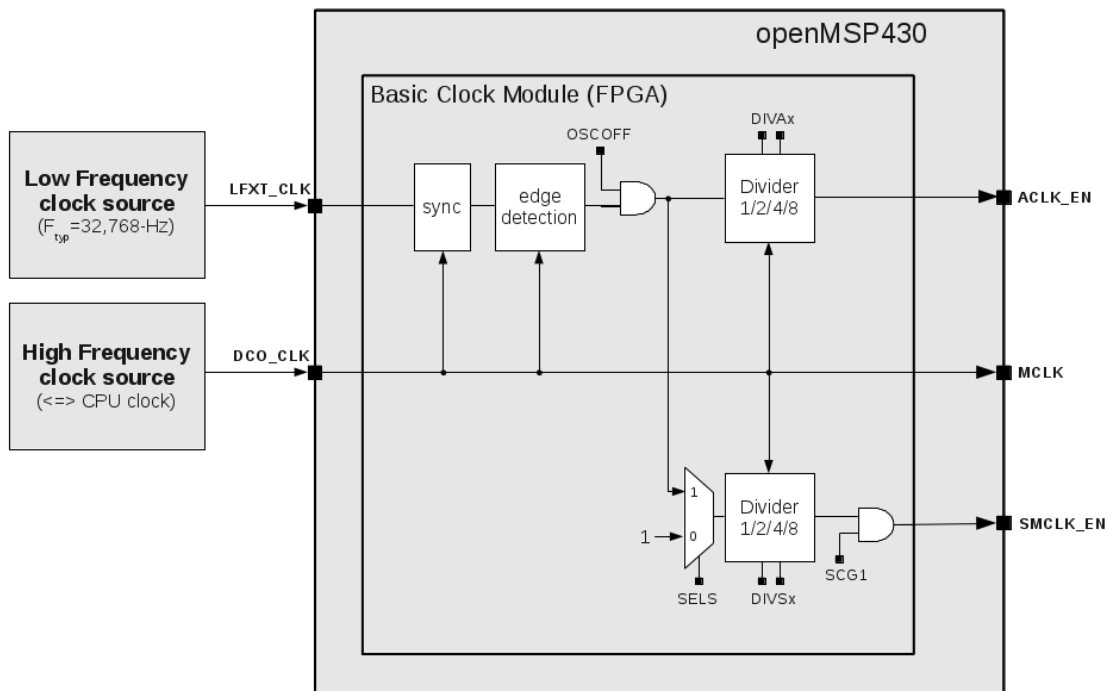 openMSP430
Basic Clock Module (FPGA)
OSCOFF
DIVAx
Low Frequency
clock source
(Ftyp=32,768-Hz)
LFXT_CLK
sync
edge
detection
Divider
1/2/4/8
ACLK_EN
High Frequency
clock source
(<=> CPU clock)
DCO_CLK
MCLK
1
1
0
Divider
1/2/4/8
SMCLK_EN
SELS
DIVSx
SCG1